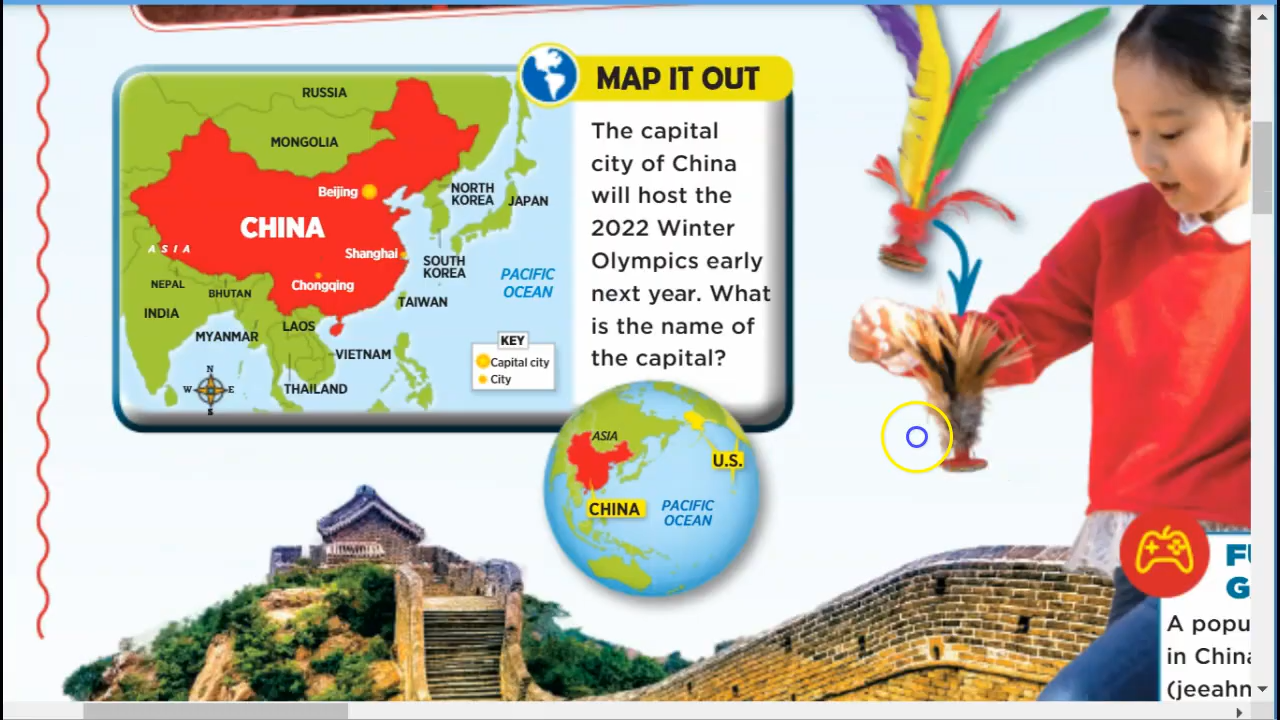 MAP IT OUT
The capital
city of China
will host the
2022 Winter
Olympics early
next year. What
is the name of
the capital?
RUSSIA
MONGOLIA
Beijing
NORTH
KOREA
JAPAN
CHINA
ASIA
Shanghai
SOUTH
KOREA
PACIFIC
OCEAN
NEPAL
BHUTAN
Chongqing
TAIWAN
INDIA
MYANMAR
LAOS
VIETNAM
THAILAND
N
W E
S
KEY
Capital city
City
ASIA
U.S.
CHINA
PACIFIC
OCEAN
A popu
in China
(jeeahn